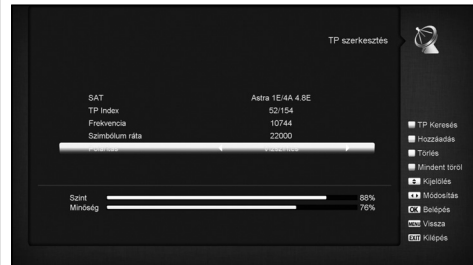 TP szerkesztés
SAT Astra 1E/4A 4.8E
TP Index 52/154
Frekvencia 10744
Szimbólum ráta 22000
Szint 88%
Minőség 76%
TP Keresés
Hozzáadás
Törlés
Mindent töröl
Kijelölés
Módosítás
OK Belépés
MENU Vissza
EXIT Kilépés